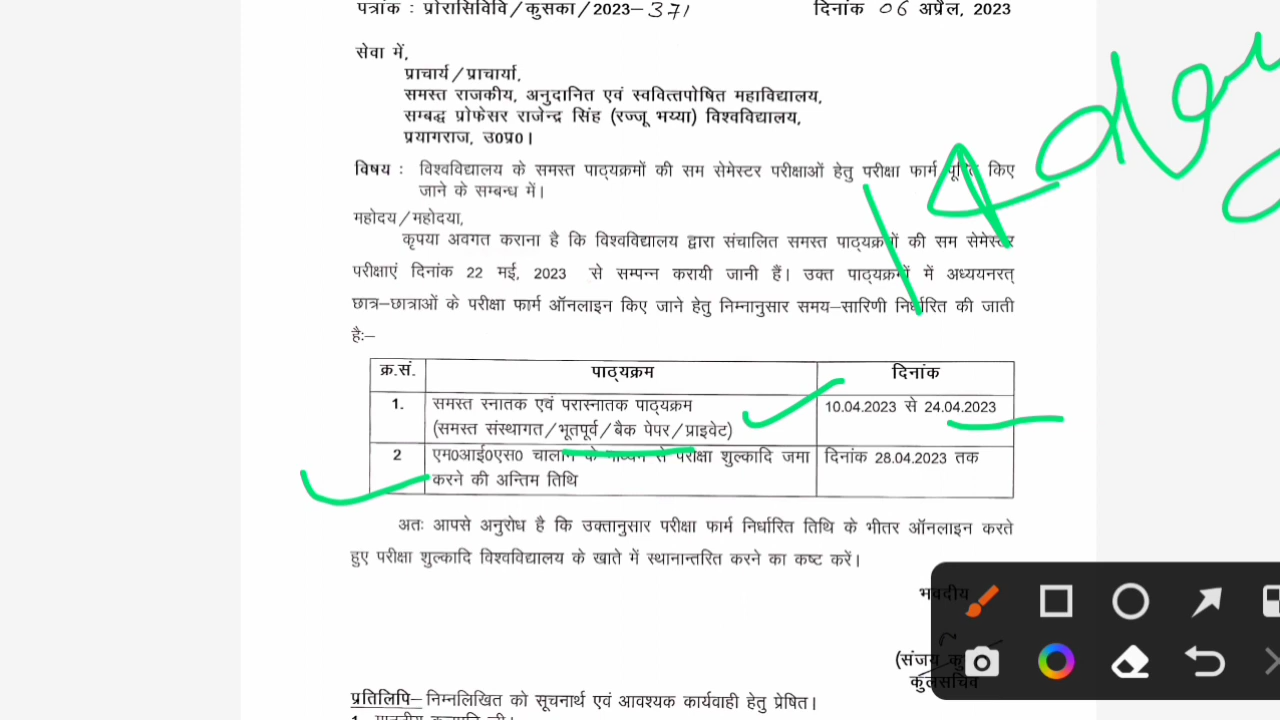 पत्रांक : प्रोरासिविवि/कुसका/2023-371 दिनांक 06 अप्रैल, 2023
सेवा में,
प्राचार्य/प्राचार्या,
समस्त राजकीय, अनुदानित एवं स्ववित्तपोषित महाविद्यालय,
सम्बद्ध प्रोफेसर राजेन्द्र सिंह (रज्जू भय्या) विश्वविद्यालय,
प्रयागराज, उ0प्र0।
विषय : विश्वविद्यालय के समस्त पाठ्यक्रमों की सम सेमेस्टर परीक्षाओं हेतु परीक्षा फार्म किए
जाने के सम्बन्ध में।
महोदय/महोदया,
कृपया अवगत कराना है कि विश्वविद्यालय द्वारा संचालित समस्त पाठ्यक्रमों की सम सेमेस्टर
परीक्षाएं दिनांक 22 मई, 2023 से सम्पन्न करायी जानी हैं। उक्त पाठ्यक्रमों में अध्ययनरत्
छात्र–छात्राओं के परीक्षा फार्म ऑनलाइन किए जाने हेतु निम्नानुसार समय–सारिणी निर्धारित की जाती
हैः–
क्र.सं. पाठ्यक्रम दिनांक
1. समस्त स्नातक एवं परास्नातक पाठ्यक्रम 10.04.2023 से 24.04.2023
(समस्त संस्थागत/भूतपूर्व/बैक पेपर/प्राइवेट)
2 एम0आई0एस0 चालान के माध्यम से परीक्षा शुल्कादि जमा दिनांक 28.04.2023 तक
करने की अन्तिम तिथि
अतः आपसे अनुरोध है कि उक्तानुसार परीक्षा फार्म निर्धारित तिथि के भीतर ऑनलाइन करते
हुए परीक्षा शुल्कादि विश्वविद्यालय के खाते में स्थानान्तरित करने का कष्ट करें।
भवदीय
(संजय
कुलसचिव
प्रतिलिपि– निम्नलिखित को सूचनार्थ एवं आवश्यक कार्यवाही हेतु प्रेषित।
14 day